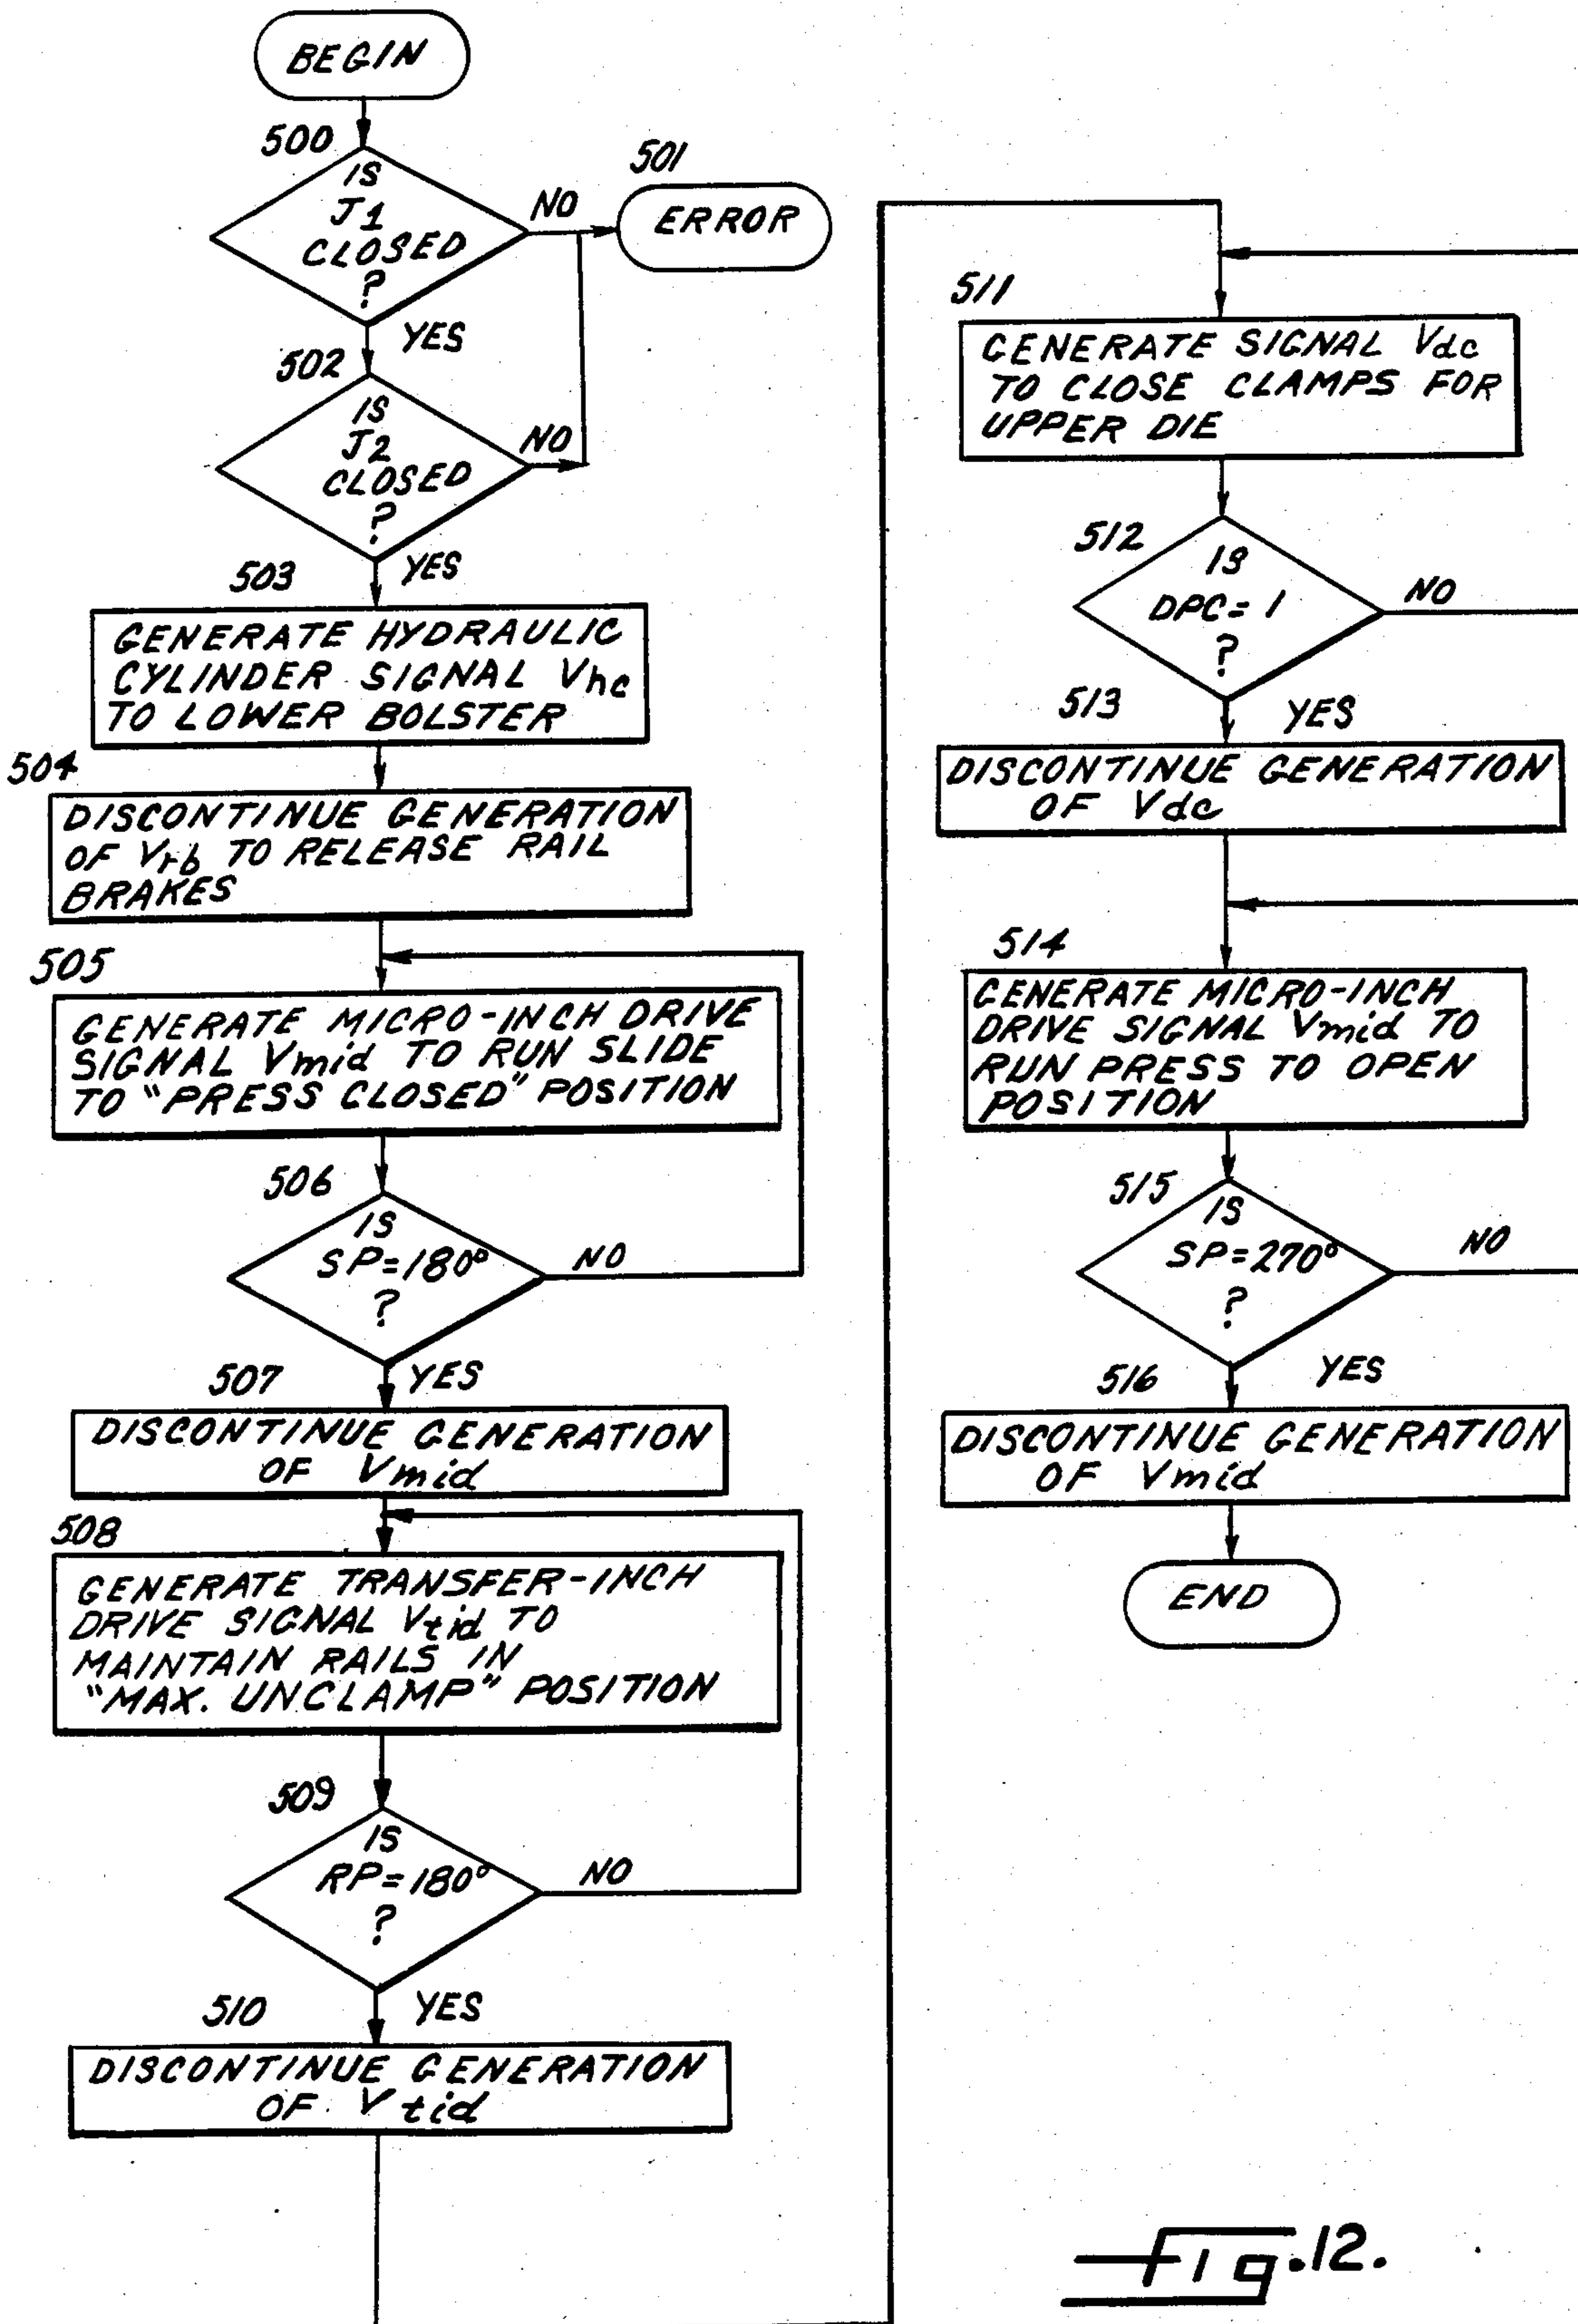 BEGIN
500
IS
J1
CLOSED
?
NO
501
ERROR
YES
502
IS
J2
CLOSED
?
NO
YES
503
GENERATE HYDRAULIC
CYLINDER SIGNAL Vhc
TO LOWER BOLSTER
504
DISCONTINUE GENERATION
OF Vrb TO RELEASE RAIL
BRAKES
505
GENERATE MICRO-INCH DRIVE
SIGNAL Vmid TO RUN SLIDE
TO "PRESS CLOSED" POSITION
506
IS
SP=180°
?
NO
YES
507
DISCONTINUE GENERATION
OF Vmid
508
GENERATE TRANSFER-INCH
DRIVE SIGNAL Vtid TO
MAINTAIN RAILS IN
"MAX. UNCLAMP" POSITION
509
IS
RP=180°
?
NO
YES
510
DISCONTINUE GENERATION
OF Vtid
511
GENERATE SIGNAL Vdc
TO CLOSE CLAMPS FOR
UPPER DIE
512
IS
DPC=1
?
NO
YES
513
DISCONTINUE GENERATION
OF Vdc
514
GENERATE MICRO-INCH
DRIVE SIGNAL Vmid TO
RUN PRESS TO OPEN
POSITION
515
IS
SP=270°
?
NO
YES
516
DISCONTINUE GENERATION
OF Vmid
END
Fig.12.